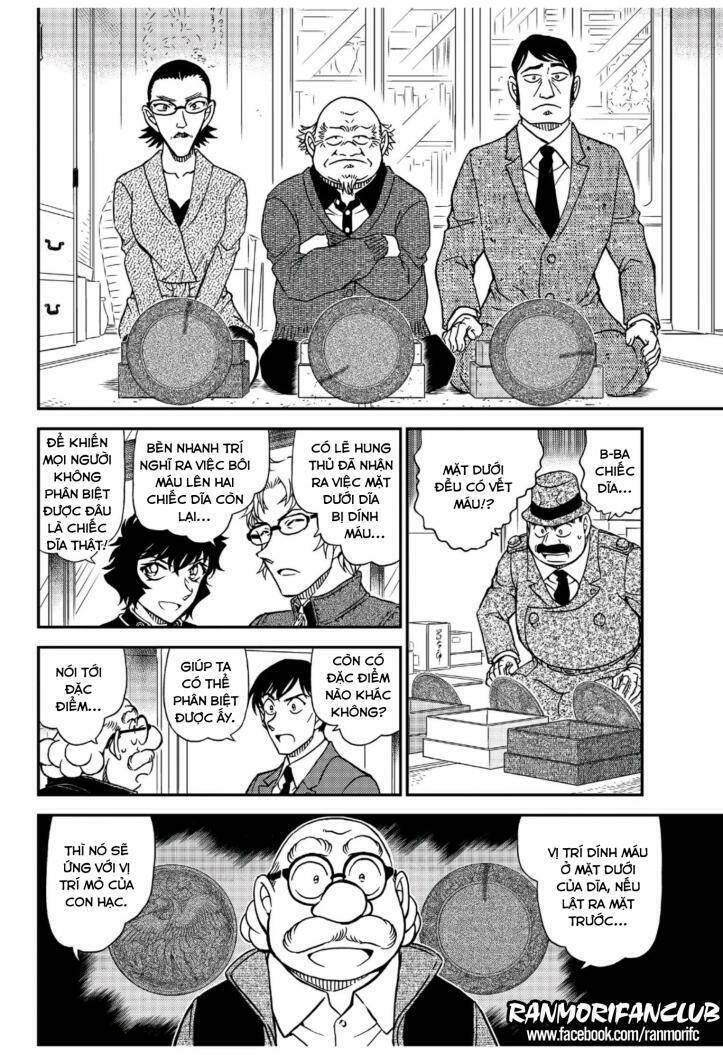 B-BA
CHIẾC
DĨA...
MẶT DƯỚI
ĐỀU CÓ VẾT
MÁU!?
CÓ LẼ HUNG
THỦ ĐÃ NHẬN
RA VIỆC MẶT
DƯỚI DĨA
BỊ DÍNH
MÁU...
BÈN NHANH TRÍ
NGHĨ RA VIỆC BÔI
MÁU LÊN HAI
CHIẾC DĨA CÒN
LẠI...
ĐỂ KHIẾN
MỌI NGƯỜI
KHÔNG
PHÂN BIỆT
ĐƯỢC ĐÂU
LÀ CHIẾC
DĨA THẬT!
CÒN CÓ
ĐẶC ĐIỂM
NÀO KHÁC
KHÔNG?
GIÚP TA
CÓ THỂ
PHÂN BIỆT
ĐƯỢC ẤY.
NÓI TỚI
ĐẶC
ĐIỂM...
VỊ TRÍ DÍNH MÁU
Ở MẶT DƯỚI
CỦA DĨA, NẾU
LẬT RA MẶT
TRƯỚC...
THÌ NÓ SẼ
ỨNG VỚI VỊ
TRÍ MỎ CỦA
CON HẠC.
RANMORIFANCLUB
www.facebook.com/ranmorifc